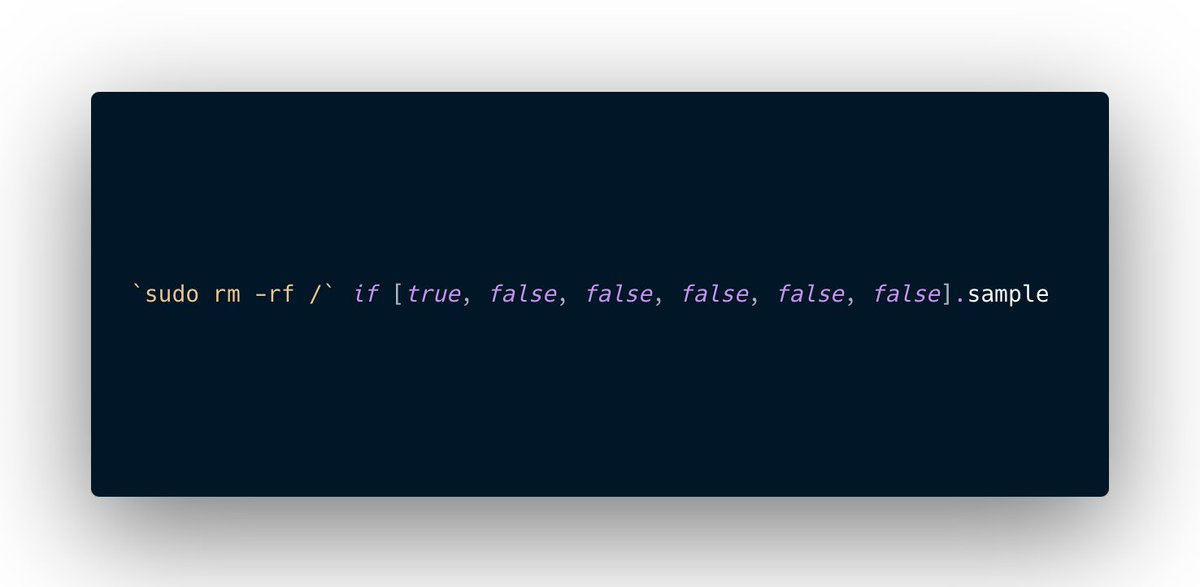 `sudo rm -rf /` if [true, false, false, false, false, false].sample